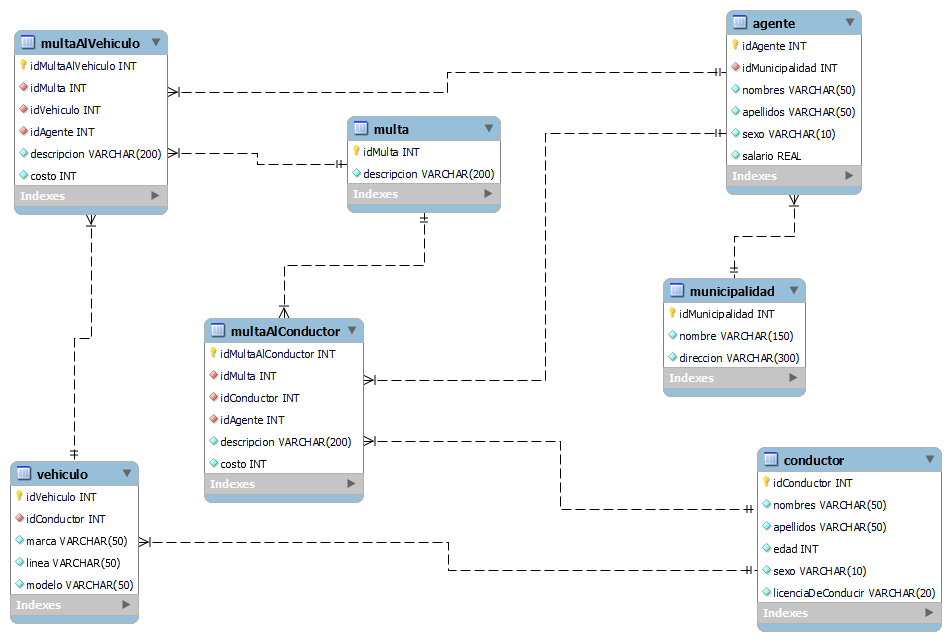 multaAlVehiculo
idMultaAlVehiculo INT
idMulta INT
idVehiculo INT
idAgente INT
descripcion VARCHAR(200)
costo INT
Indexes
multa
idMulta INT
descripcion VARCHAR(200)
Indexes
agente
idAgente INT
idMunicipalidad INT
nombres VARCHAR(50)
apellidos VARCHAR(50)
sexo VARCHAR(10)
salario REAL
Indexes
municipalidad
idMunicipalidad INT
nombre VARCHAR(150)
direccion VARCHAR(300)
Indexes
multaAlConductor
idMultaAlConductor INT
idMulta INT
idConductor INT
idAgente INT
descripcion VARCHAR(200)
costo INT
Indexes
vehiculo
idVehiculo INT
idConductor INT
marca VARCHAR(50)
linea VARCHAR(50)
modelo VARCHAR(50)
Indexes
conductor
idConductor INT
nombres VARCHAR(50)
apellidos VARCHAR(50)
edad INT
sexo VARCHAR(10)
licenciaDeConducir VARCHAR(20)
Indexes